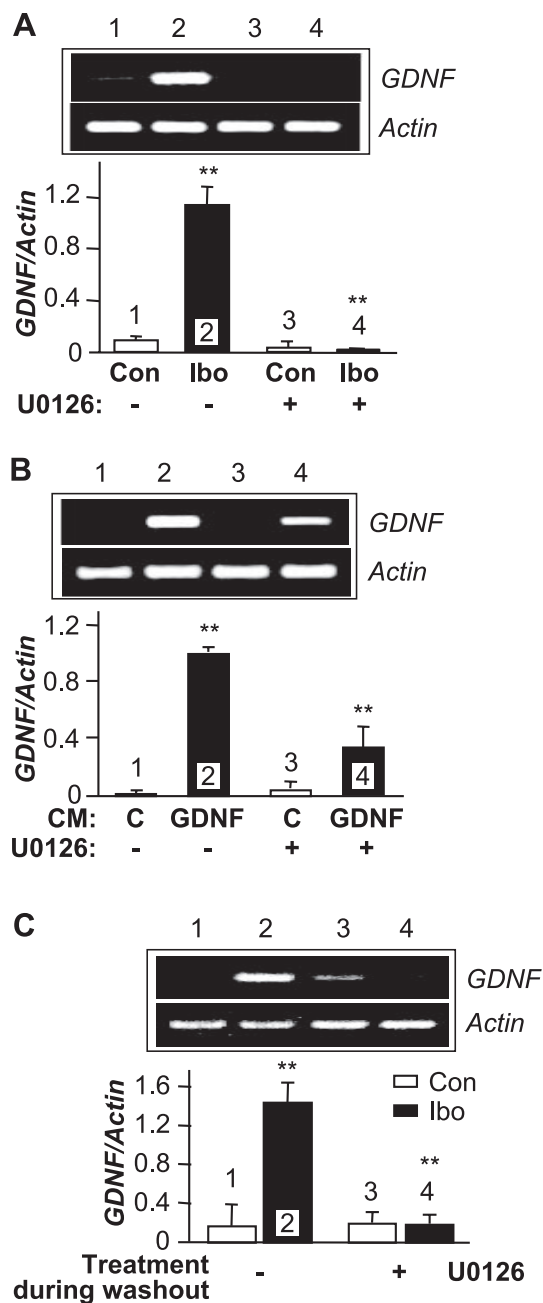 A
1 2 3 4
GDNF
Actin
GDNF/Actin
1.2
0.8
0.4
0
1
**
2
3
**
4
Con Ibo Con Ibo
U0126: - - + +
B
1 2 3 4
GDNF
Actin
GDNF/Actin
1.2
0.8
0.4
0
1
**
2
3
**
4
CM: C GDNF C GDNF
U0126: - - + +
C
1 2 3 4
GDNF
Actin
GDNF/Actin
1.6
1.2
0.8
0.4
0
1
**
2
3
**
4
Con
Ibo
Treatment
during washout - + U0126